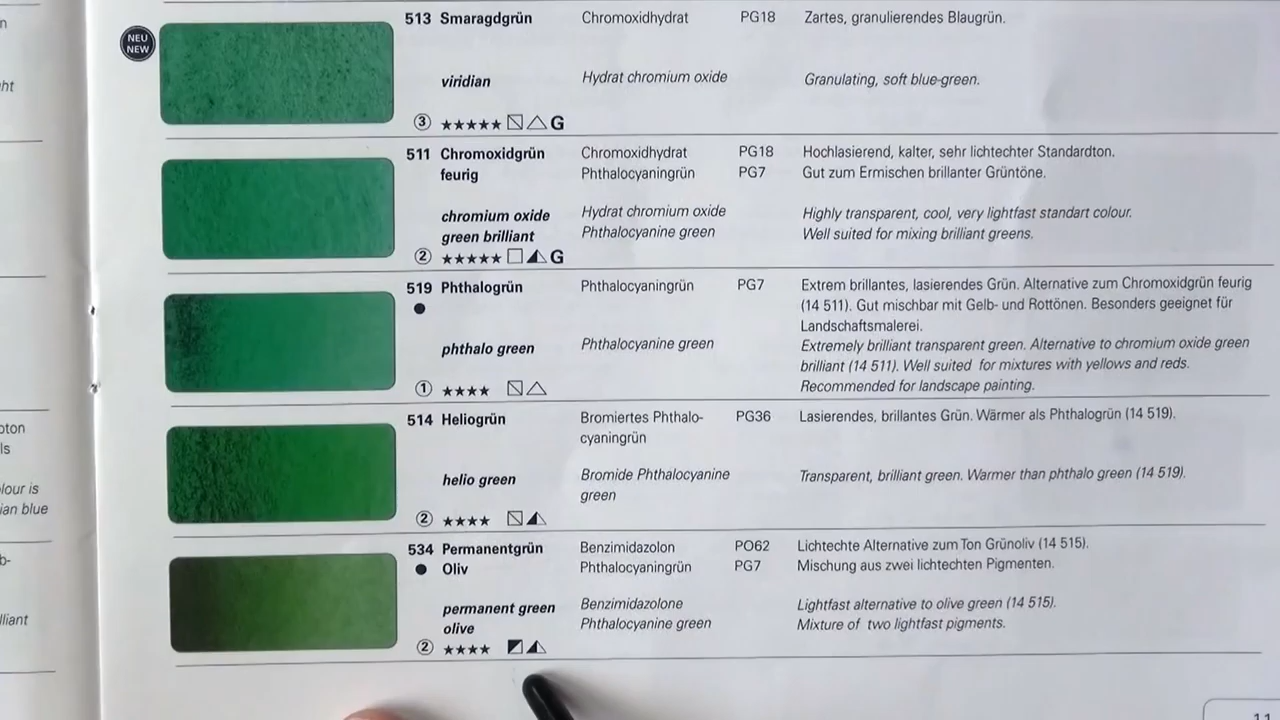 NEU
NEW
513 Smaragdgrün Chromoxidhydrat PG18 Zartes, granulierendes Blaugrün.
viridian Hydrat chromium oxide Granulating, soft blue-green.
③ ★★★★★ G
511 Chromoxidgrün Chromoxidhydrat PG18 Hochlasierend, kalter, sehr lichtechter Standardton.
feurig Phthalocyaningrün PG7 Gut zum Ermischen brillanter Grüntöne.
chromium oxide Hydrat chromium oxide Highly transparent, cool, very lightfast standart colour.
green brilliant Phthalocyanine green Well suited for mixing brilliant greens.
② ★★★★★ G
519 Phthalogrün Phthalocyaningrün PG7 Extrem brillantes, lasierendes Grün. Alternative zum Chromoxidgrün feurig
(14 511). Gut mischbar mit Gelb- und Rottönen. Besonders geeignet für
Landschaftsmalerei.
phthalo green Phthalocyanine green Extremely brilliant transparent green. Alternative to chromium oxide green
brilliant (14 511). Well suited for mixtures with yellows and reds.
① ★★★★ Recommended for landscape painting.
514 Heliogrün Bromiertes Phthalo- PG36 Lasierendes, brillantes Grün. Wärmer als Phthalogrün (14 519).
cyaningrün
helio green Bromide Phthalocyanine Transparent, brilliant green. Warmer than phthalo green (14 519).
green
② ★★★★
534 Permanentgrün Benzimidazolon PO62 Lichtechte Alternative zum Ton Grünoliv (14 515).
Oliv Phthalocyaningrün PG7 Mischung aus zwei lichtechten Pigmenten.
permanent green Benzimidazolone Lightfast alternative to olive green (14 515).
olive Phthalocyanine green Mixture of two lightfast pigments.
② ★★★★